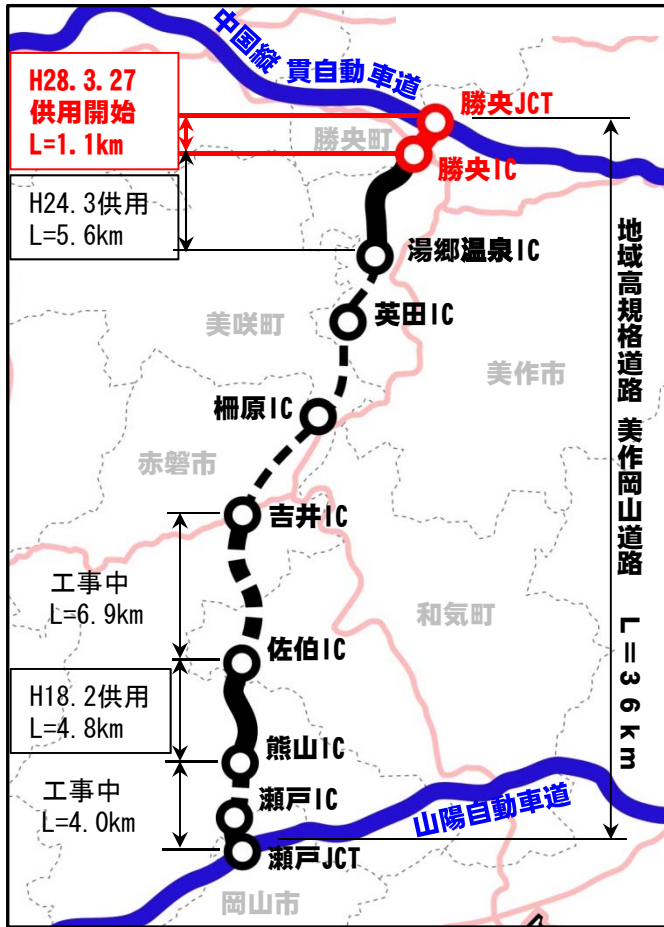 中国縦貫自動車道
H28.3.27
供用開始
L=1.1km
勝央JCT
勝央町
勝央IC
H24.3供用
L=5.6km
湯郷温泉IC
英田IC
美咲町
美作市
柵原IC
赤磐市
吉井IC
工事中
L=6.9km
和気町
佐伯IC
H18.2供用
L=4.8km
熊山IC
工事中
L=4.0km
瀬戸IC
山陽自動車道
瀬戸JCT
岡山市
地域高規格道路 美作岡山道路 L=36km